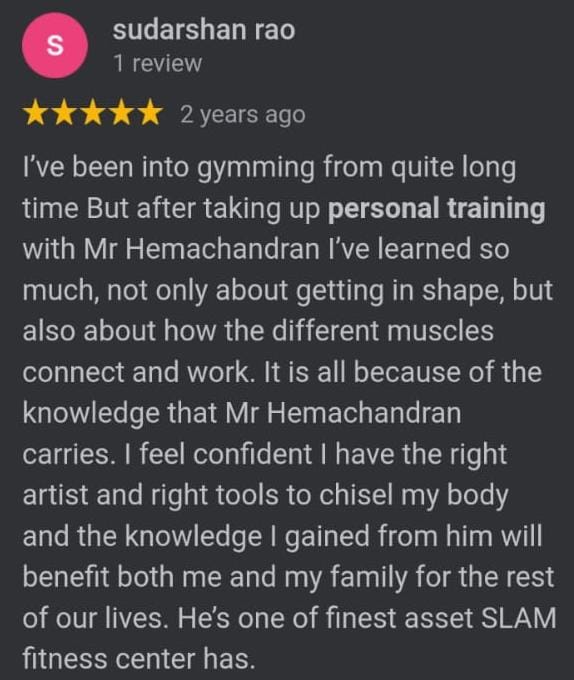 S
sudarshan rao
1 review
★★★★★ 2 years ago
I've been into gymming from quite long
time But after taking up personal training
with Mr Hemachandran I've learned so
much, not only about getting in shape, but
also about how the different muscles
connect and work. It is all because of the
knowledge that Mr Hemachandran
carries. I feel confident I have the right
artist and right tools to chisel my body
and the knowledge I gained from him will
benefit both me and my family for the rest
of our lives. He's one of finest asset SLAM
fitness center has.